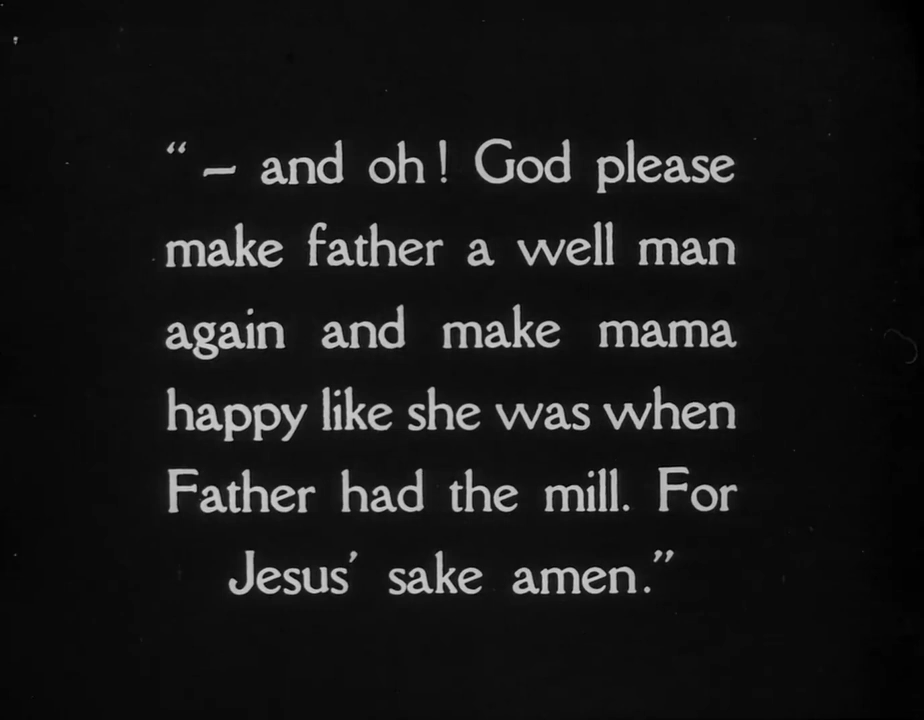 “ – and oh! God please
make father a well man
again and make mama
happy like she was when
Father had the mill. For
Jesus’ sake amen.”